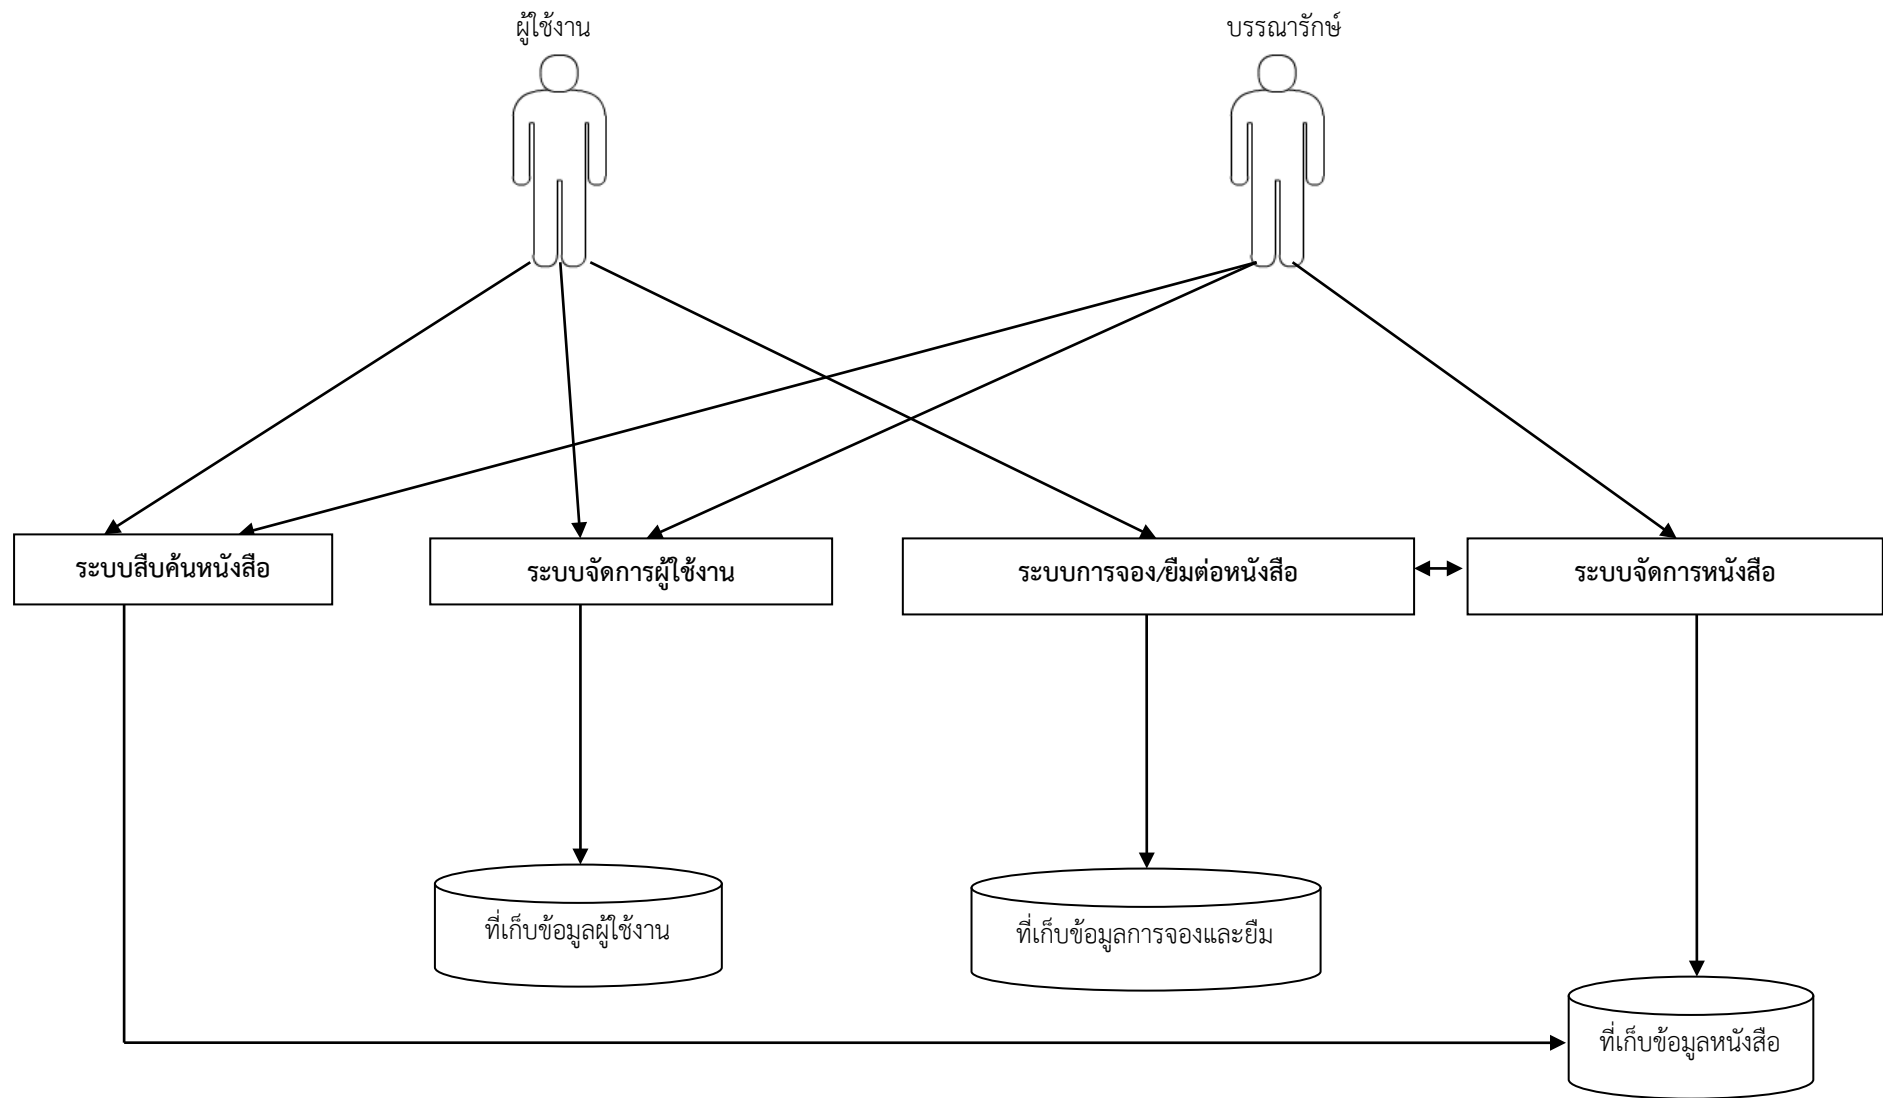 ผู้ใช้งาน
บรรณารักษ์
ระบบสืบค้นหนังสือ
ระบบจัดการผู้ใช้งาน
ระบบการจอง/ยืมต่อหนังสือ
ระบบจัดการหนังสือ
ที่เก็บข้อมูลผู้ใช้งาน
ที่เก็บข้อมูลการจองและยืม
ที่เก็บข้อมูลหนังสือ